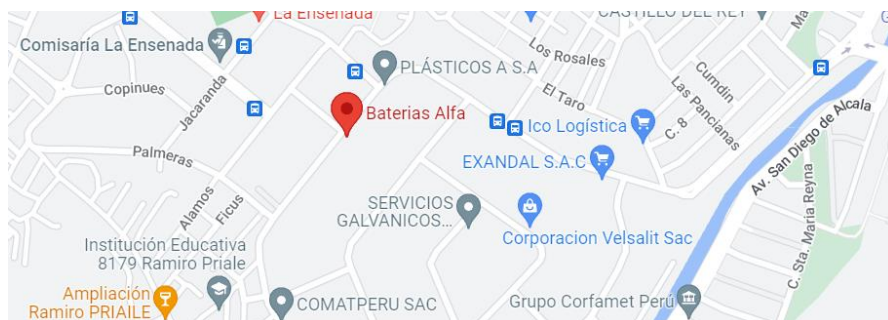 La Ensenada
CASTILLO DEL REY
Comisaría La Ensenada
Los Rosales
PLÁSTICOS A S.A
Copinues
Jacaranda
El Taro
Cumdin
Las Pancianas
Baterias Alfa
Ico Logística
C. 8
Palmeras
EXANDAL S.A.C
Av. San Diego de Alcala
Alamos
Ficus
SERVICIOS
GALVANICOS...
C. Sta. Maria Reyna
Corporacion Velsalit Sac
Institución Educativa
8179 Ramiro Priale
Ampliación
Ramiro PRIAILE
COMATPERU SAC
Grupo Corfamet Perú